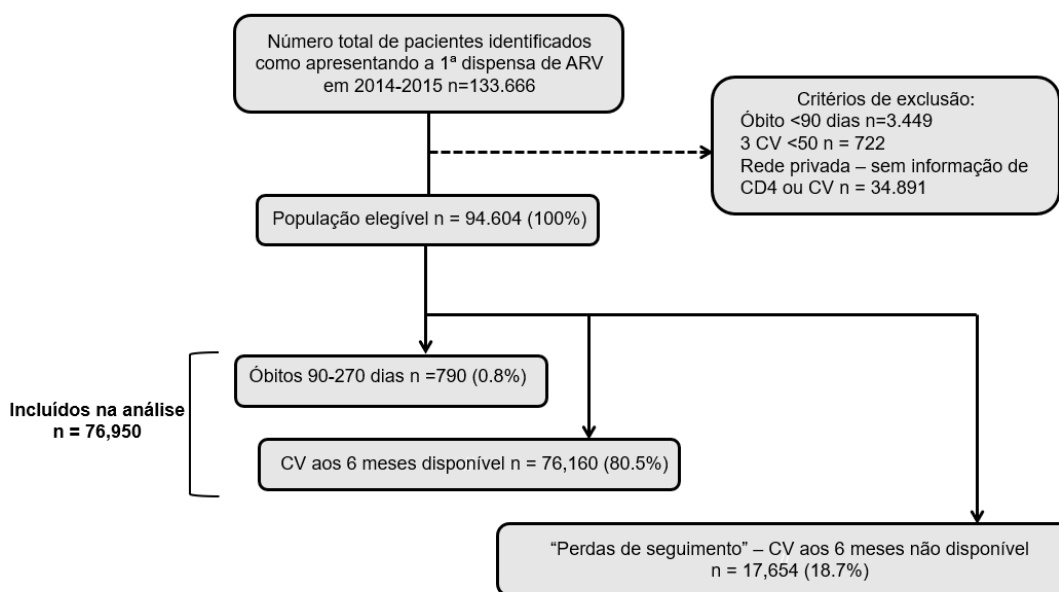 Número total de pacientes identificados
como apresentando a 1ª dispensa de ARV
em 2014-2015 n=133.666
Critérios de exclusão:
Óbito <90 dias n=3.449
3 CV <50 n = 722
Rede privada – sem informação de
CD4 ou CV n = 34.891
População elegível n = 94.604 (100%)
Óbitos 90-270 dias n =790 (0.8%)
Incluídos na análise
n = 76,950
CV aos 6 meses disponível n = 76,160 (80.5%)
“Perdas de seguimento” – CV aos 6 meses não disponível
n = 17,654 (18.7%)